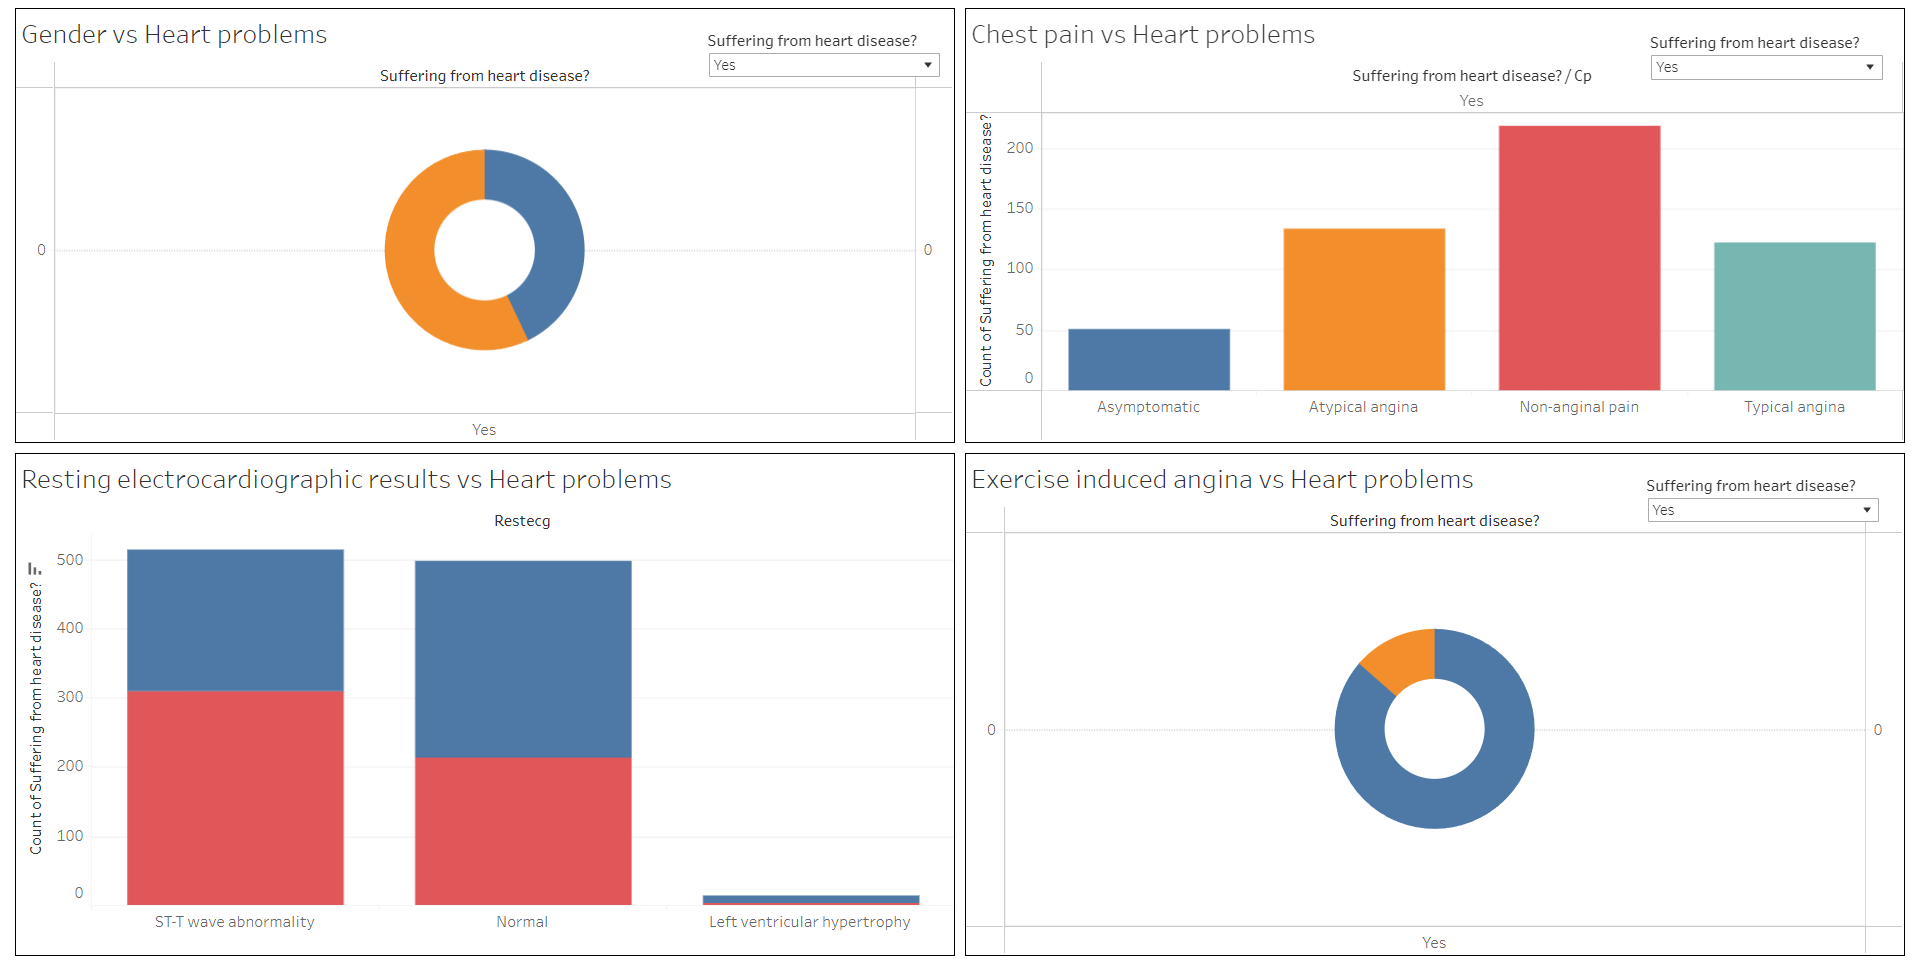 Gender vs Heart problems
Suffering from heart disease?
Yes
Suffering from heart disease?
0
0
Yes
Chest pain vs Heart problems
Suffering from heart disease?
Yes
Suffering from heart disease? / Cp
Yes
Count of Suffering from heart disease?
200
150
100
50
0
Asymptomatic
Atypical angina
Non-anginal pain
Typical angina
Resting electrocardiographic results vs Heart problems
Restecg
Count of Suffering from heart disease?
500
400
300
200
100
0
ST-T wave abnormality
Normal
Left ventricular hypertrophy
Exercise induced angina vs Heart problems
Suffering from heart disease?
Yes
Suffering from heart disease?
0
0
Yes